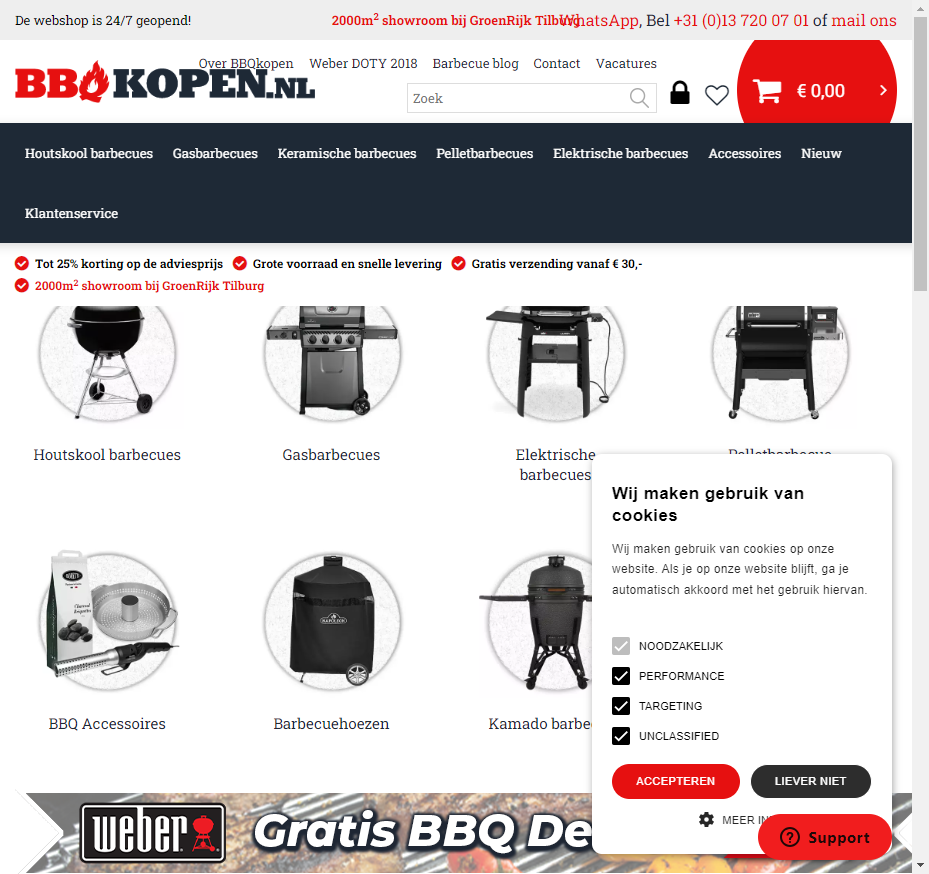 De webshop is 24/7 geopend!
2000m2 showroom bij GroenRijk Tilburg
WhatsApp, Bel +31 (0)13 720 07 01 of mail ons
Over BBQkopen Weber DOTY 2018 Barbecue blog Contact Vacatures
BBQKOPEN.NL
Zoek
€ 0,00
Houtskool barbecues Gasbarbecues Keramische barbecues Pelletbarbecues Elektrische barbecues Accessoires Nieuw
Klantenservice
Tot 25% korting op de adviesprijs Grote voorraad en snelle levering Gratis verzending vanaf € 30,-
2000m2 showroom bij GroenRijk Tilburg
Houtskool barbecues
Gasbarbecues
Elektrische
barbecues
Pelletbarbecue
Wij maken gebruik van
cookies
Wij maken gebruik van cookies op onze
website. Als je op onze website blijft, ga je
automatisch akkoord met het gebruik hiervan.
NOODZAKELIJK
PERFORMANCE
TARGETING
UNCLASSIFIED
ACCEPTEREN
LIEVER NIET
MEER IN
Support
NAPOLEON
BBQ Accessoires
Barbecuehoezen
Kamado barbe
weber
Gratis BBQ De